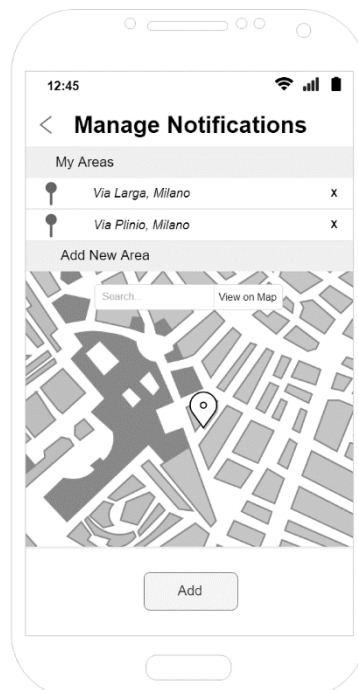 12:45
Manage Notifications
My Areas
Via Larga, Milano x
Via Plinio, Milano x
Add New Area
Search... View on Map
Add